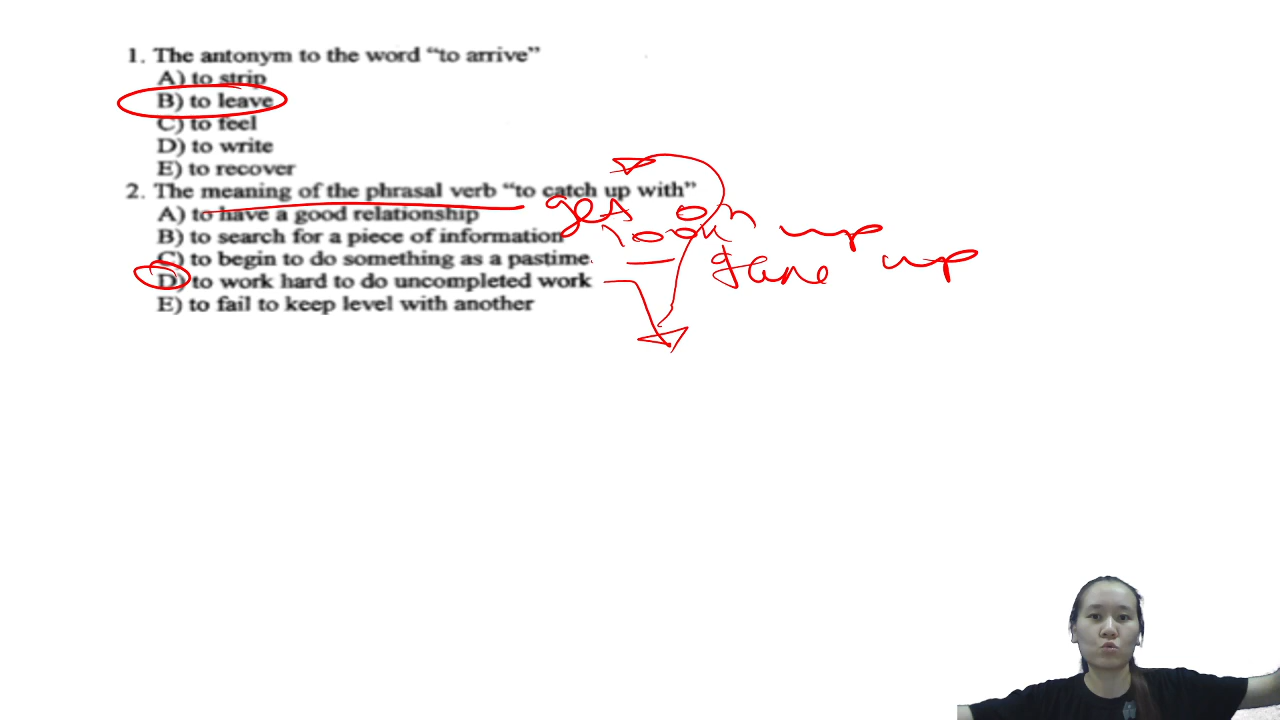 1. The antonym to the word “to arrive”
A) to strip
B) to leave
C) to feel
D) to write
E) to recover
2. The meaning of the phrasal verb “to catch up with”
A) to have a good relationship get on
B) to search for a piece of information look up
C) to begin to do something as a pastime. take up
D) to work hard to do uncompleted work
E) to fail to keep level with another